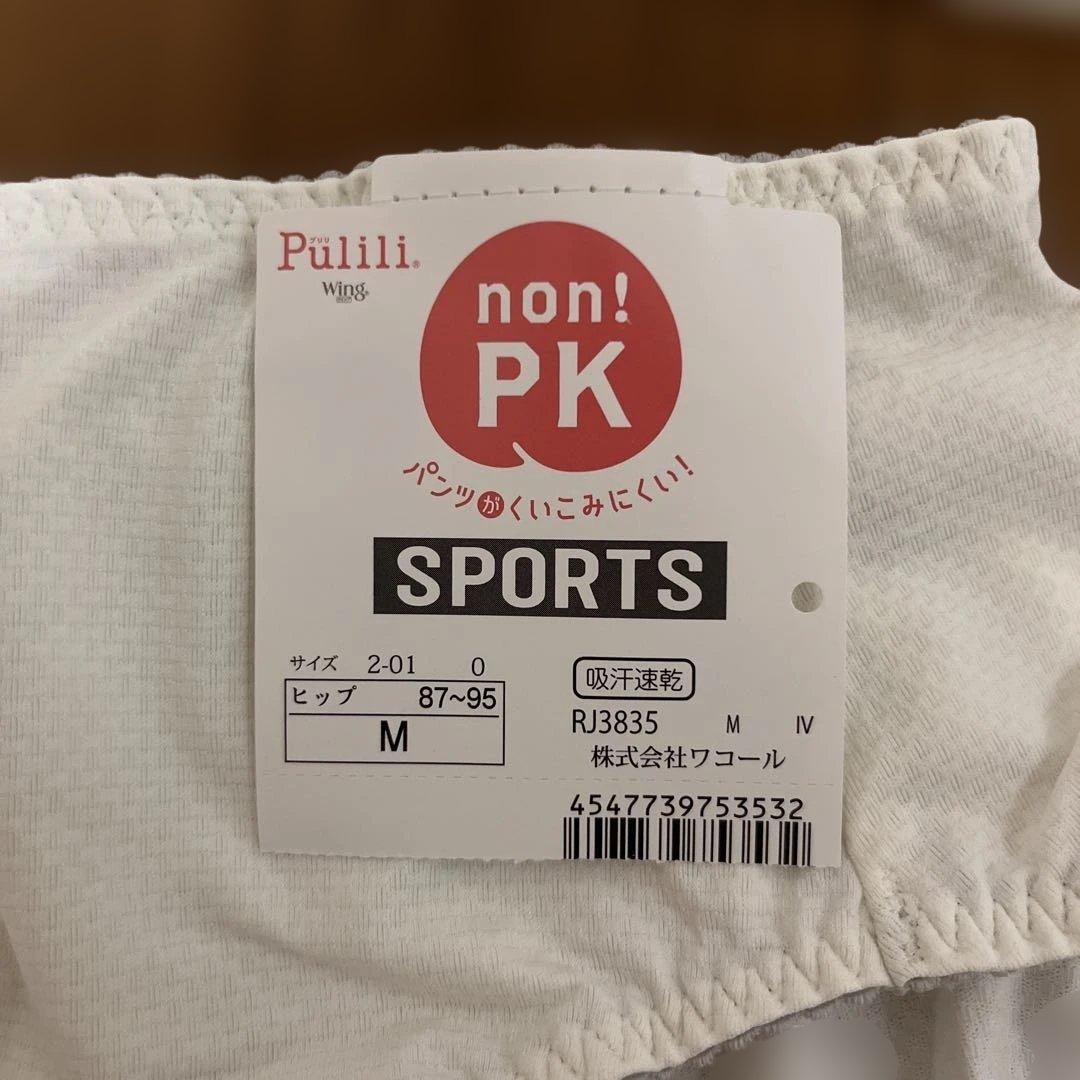 プリリ
Pulili®
Wing®
non!
PK
パンツがくいこみにくい!
SPORTS
サイズ 2-01 0
ヒップ 87~95
M
吸汗速乾
RJ3835 M IV
株式会社ワコール
4547739753532